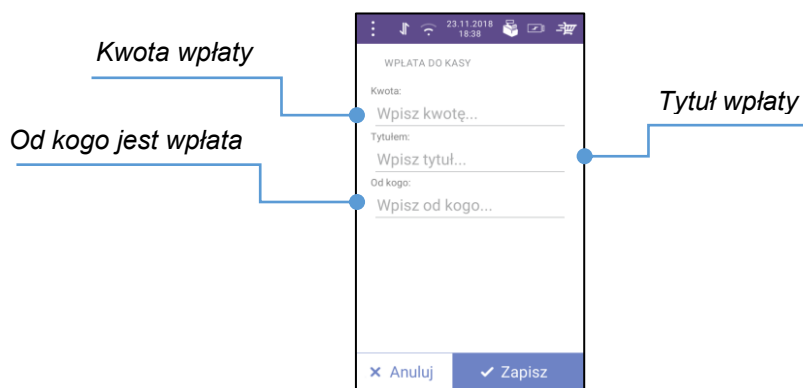 23.11.2018
18:38
WPŁATA DO KASY
Kwota wpłaty
Kwota:
Wpisz kwotę...
Tytuł wpłaty
Tytułem:
Wpisz tytuł...
Od kogo jest wpłata
Od kogo:
Wpisz od kogo...
Anuluj
Zapisz